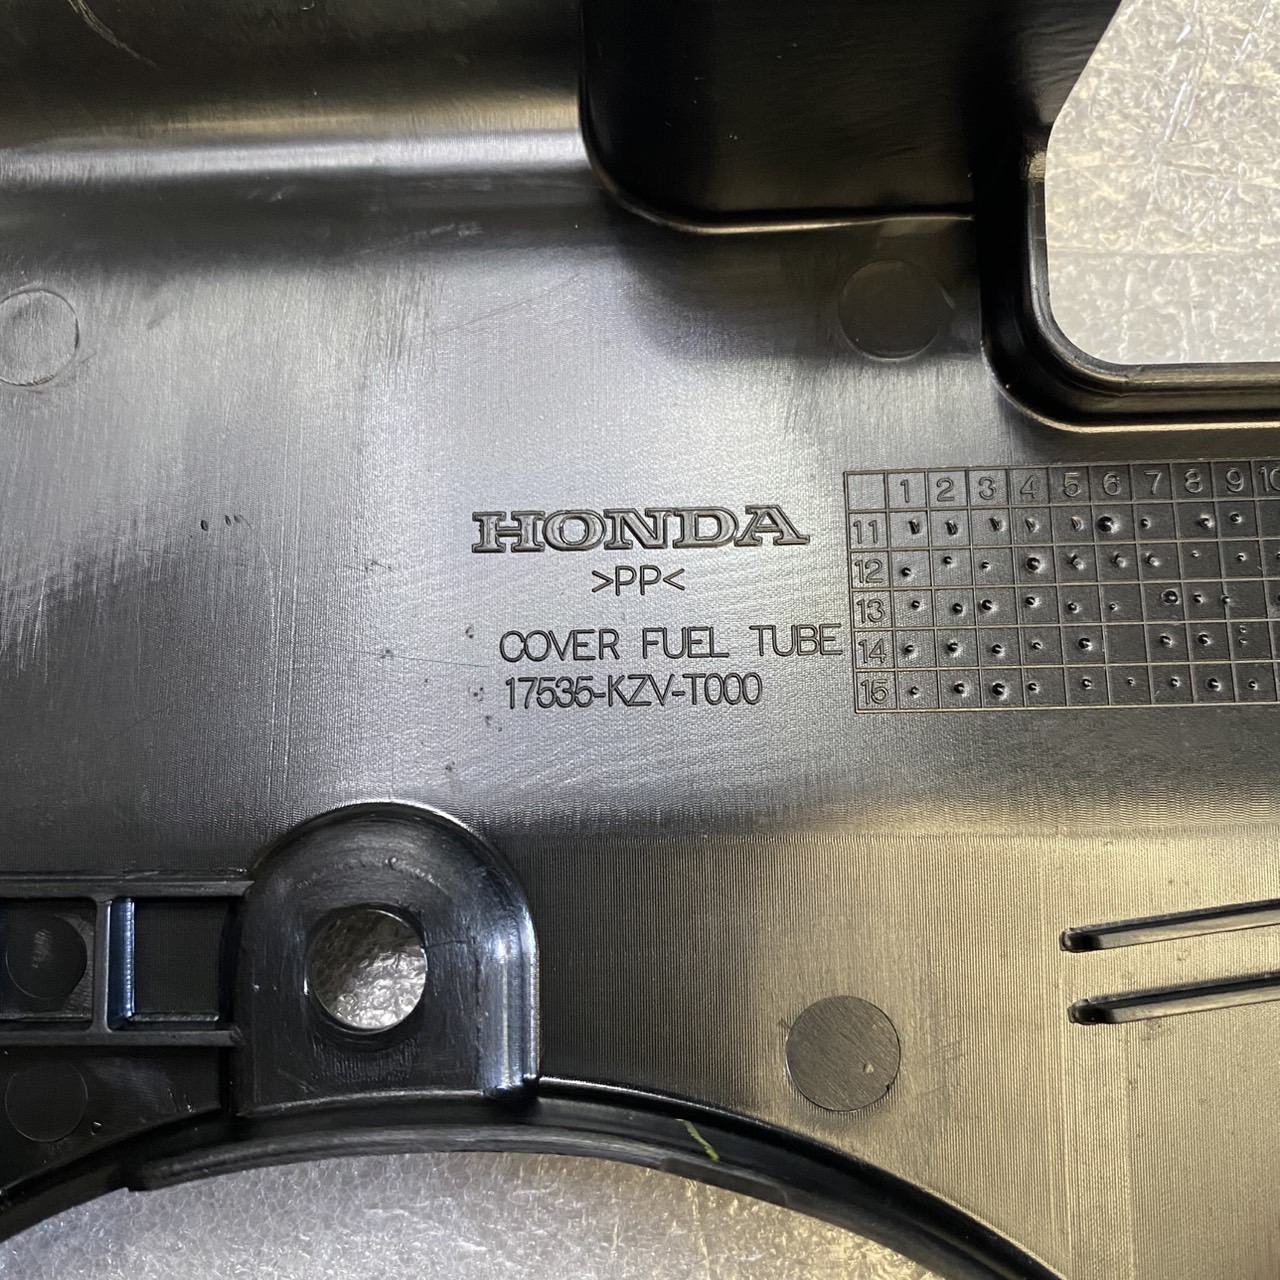 HONDA
>PP<
COVER FUEL TUBE
17535-KZV-T000
1 2 3 4 5 6 7 8 9 10
11
12
13
14
15